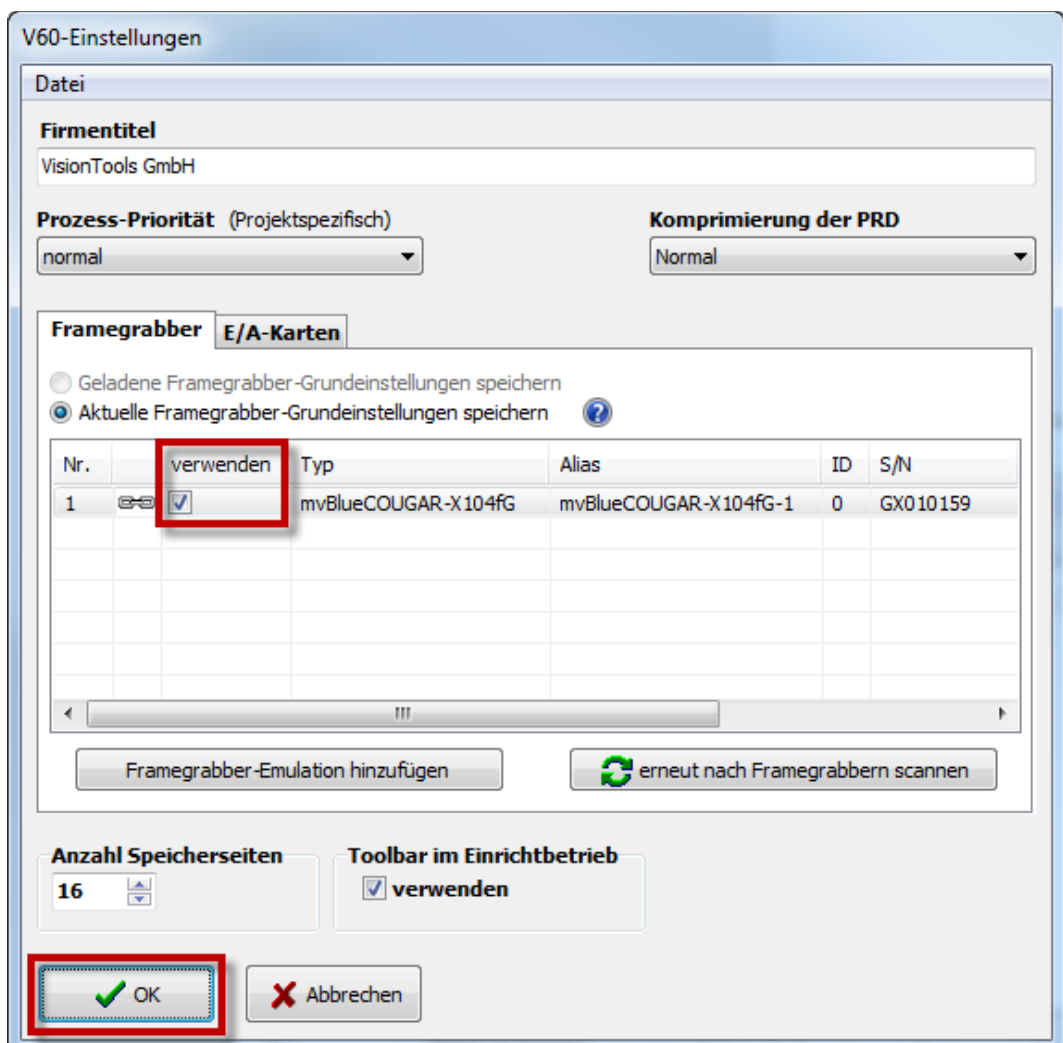 V60-Einstellungen
Datei
Firmentitel
VisionTools GmbH
Prozess-Priorität (Projektspezifisch) Komprimierung der PRD
normal Normal
Framegrabber E/A-Karten
Geladene Framegrabber-Grundeinstellungen speichern
Aktuelle Framegrabber-Grundeinstellungen speichern ?
Nr. verwenden Typ Alias ID S/N
1 mvBlueCOUGAR-X104fG mvBlueCOUGAR-X104fG-1 0 GX010159
Framegrabber-Emulation hinzufügen erneut nach Framegrabbern scannen
Anzahl Speicherseiten Toolbar im Einrichtbetrieb
16 verwenden
OK Abbrechen